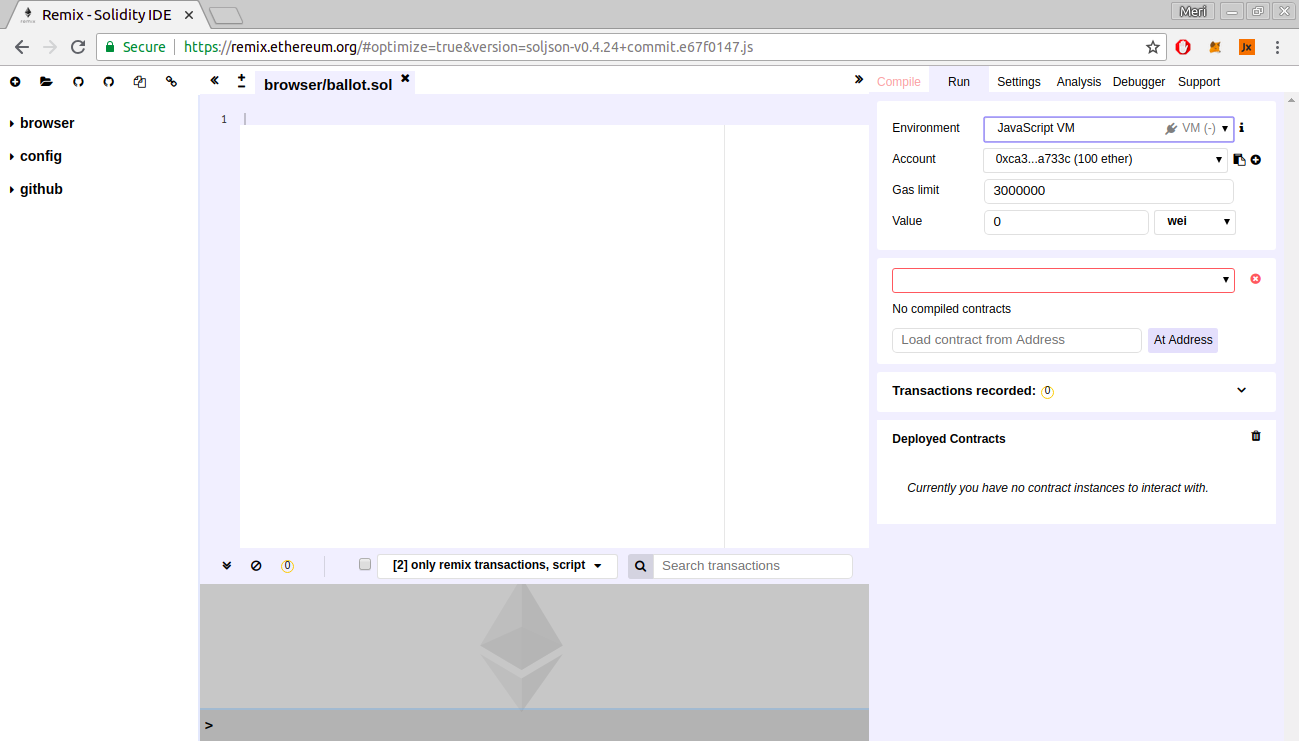 Remix - Solidity IDE
Meri
Secure https://remix.ethereum.org/#optimize=true&version=soljson-v0.4.24+commit.e67f0147.js
Jx
browser/ballot.sol
Compile Run Settings Analysis Debugger Support
browser
config
github
1
Environment JavaScript VM VM (-)
Account 0xca3...a733c (100 ether)
Gas limit 3000000
Value 0 wei
No compiled contracts
Load contract from Address At Address
Transactions recorded: 0
Deployed Contracts
Currently you have no contract instances to interact with.
0 [2] only remix transactions, script Search transactions
>